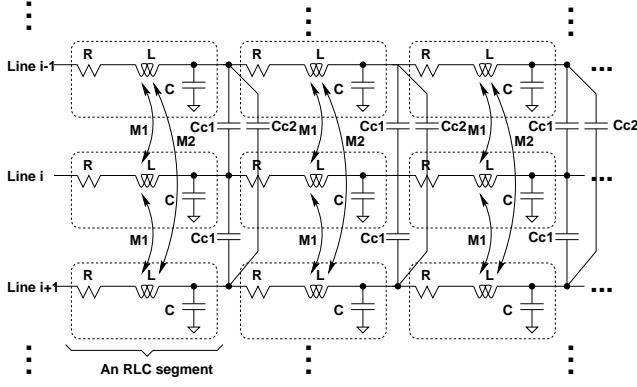 R L R L R L
Line i-1 ...
C C C
M1 Cc1 Cc2 M1 Cc1 Cc2 M1 Cc1 Cc2
M2 M2 M2
R L R L R L
Line i ...
C C C
M1 Cc1 M1 Cc1 M1 Cc1
R L R L R L
Line i+1 ...
C C C
An RLC segment